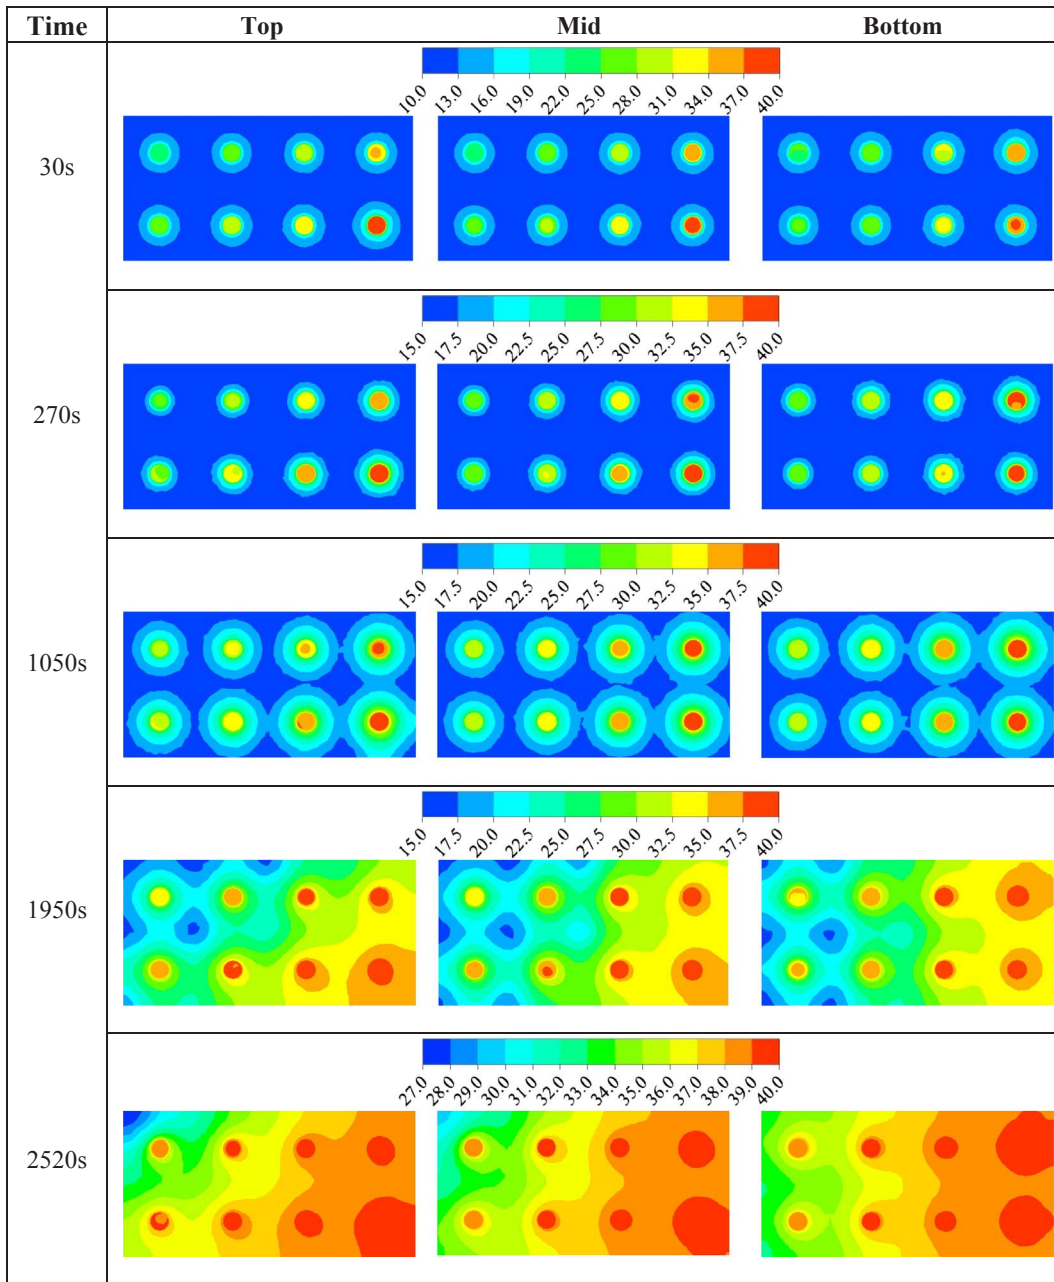 Time Top Mid Bottom
10.0 13.0 16.0 19.0 22.0 25.0 28.0 31.0 34.0 37.0 40.0
30s
15.0 17.5 20.0 22.5 25.0 27.5 30.0 32.5 35.0 37.5 40.0
270s
15.0 17.5 20.0 22.5 25.0 27.5 30.0 32.5 35.0 37.5 40.0
1050s
15.0 17.5 20.0 22.5 25.0 27.5 30.0 32.5 35.0 37.5 40.0
1950s
27.0 28.0 29.0 30.0 31.0 32.0 33.0 34.0 35.0 36.0 37.0 38.0 39.0 40.0
2520s